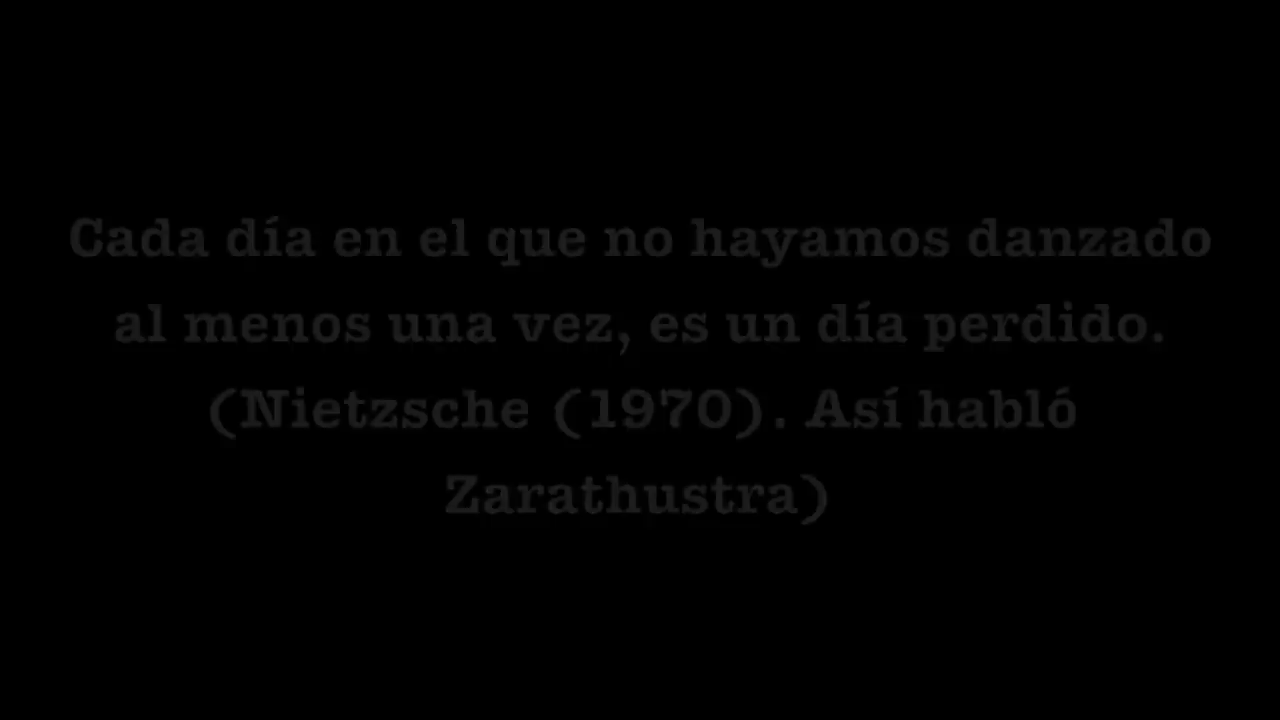 Cada día en el que no hayamos danzado
al menos una vez, es un día perdido.
(Nietzsche (1970). Así habló
Zarathustra)